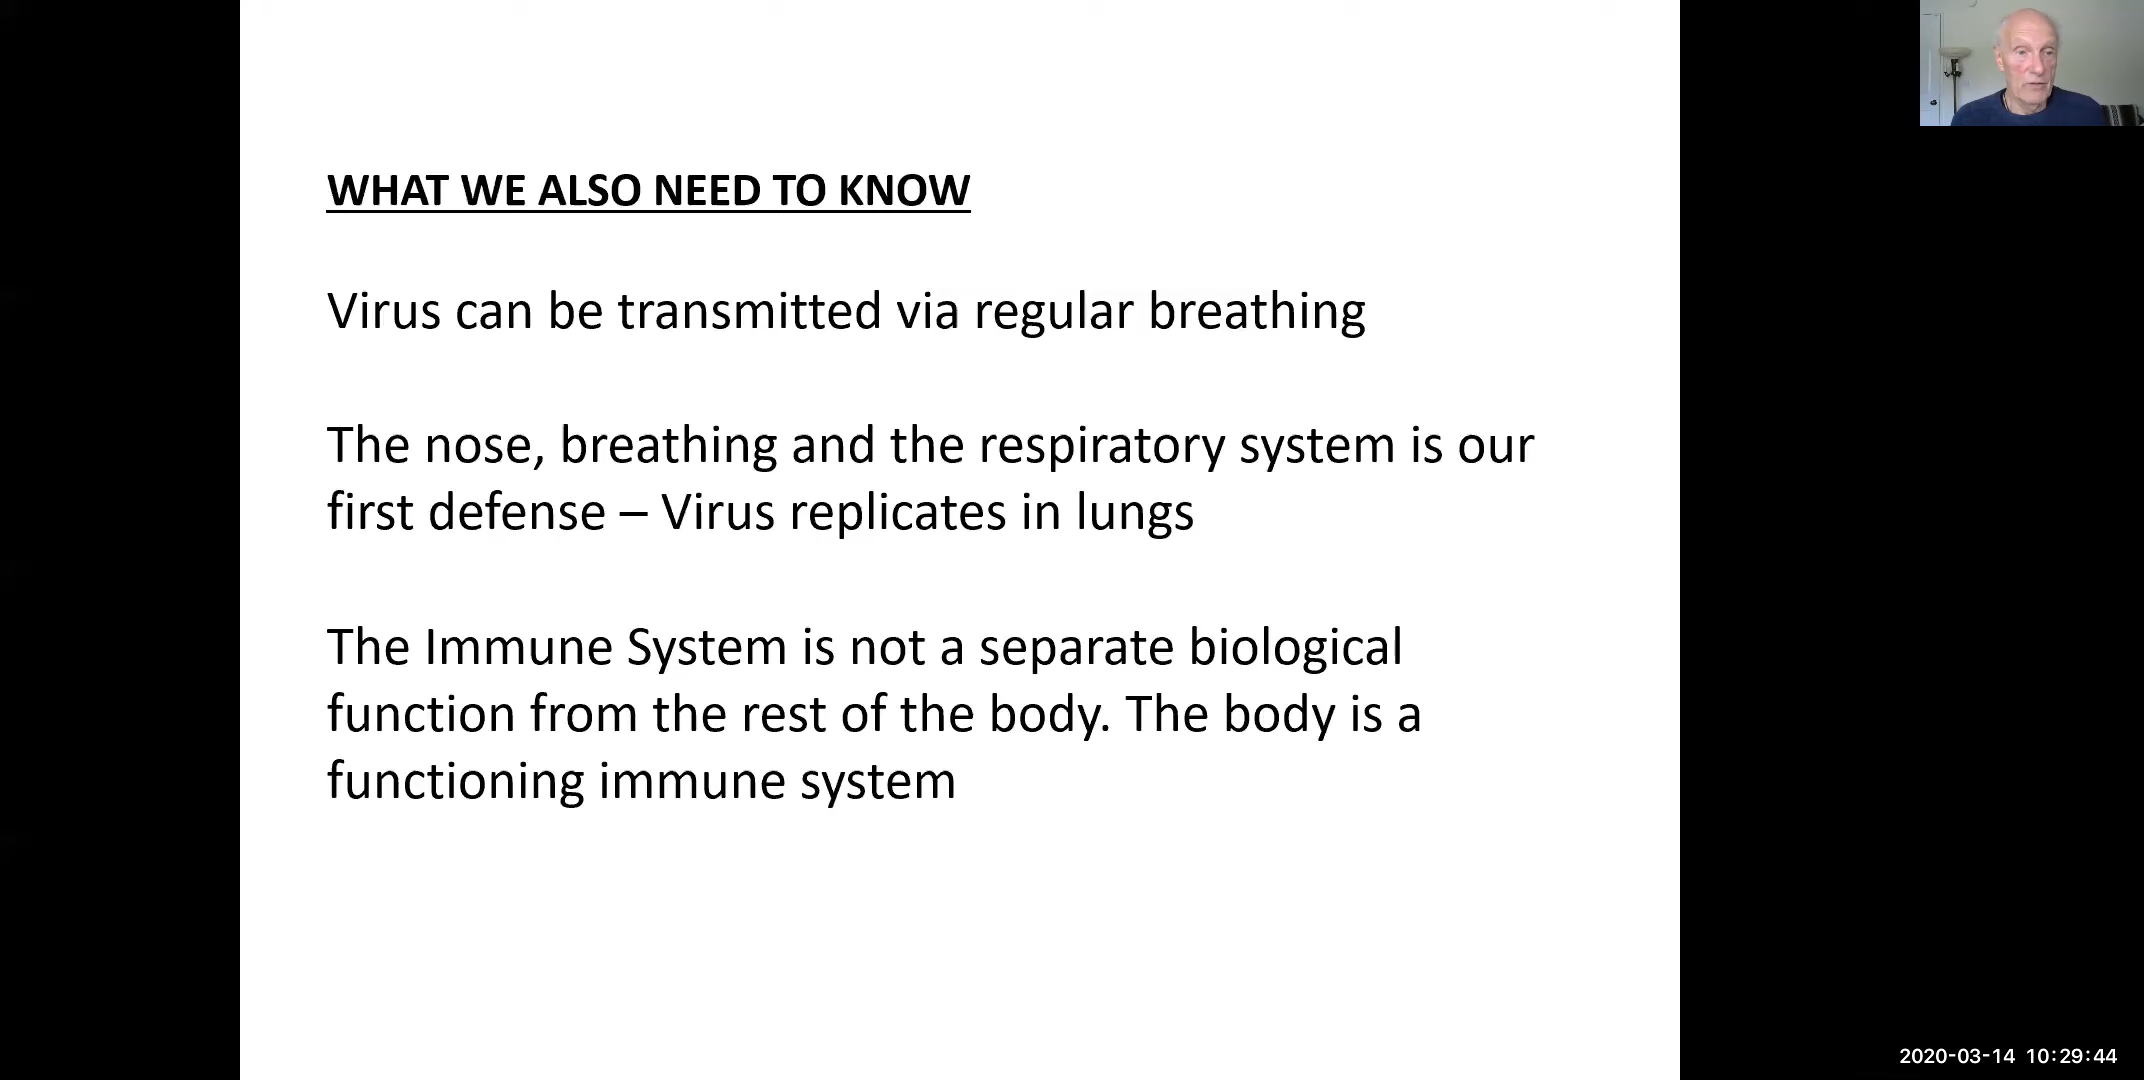 WHAT WE ALSO NEED TO KNOW
Virus can be transmitted via regular breathing
The nose, breathing and the respiratory system is our
first defense – Virus replicates in lungs
The Immune System is not a separate biological
function from the rest of the body. The body is a
functioning immune system
2020-03-14 10:29:44